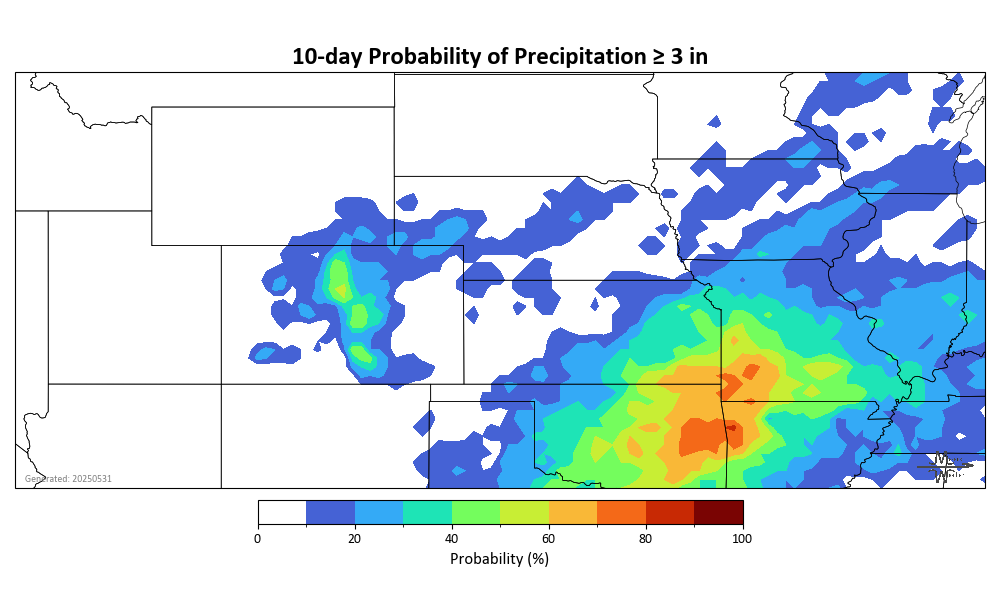 10-day Probability of Precipitation ≥ 3 in
Generated: 20250531
0 20 40 60 80 100
Probability (%)